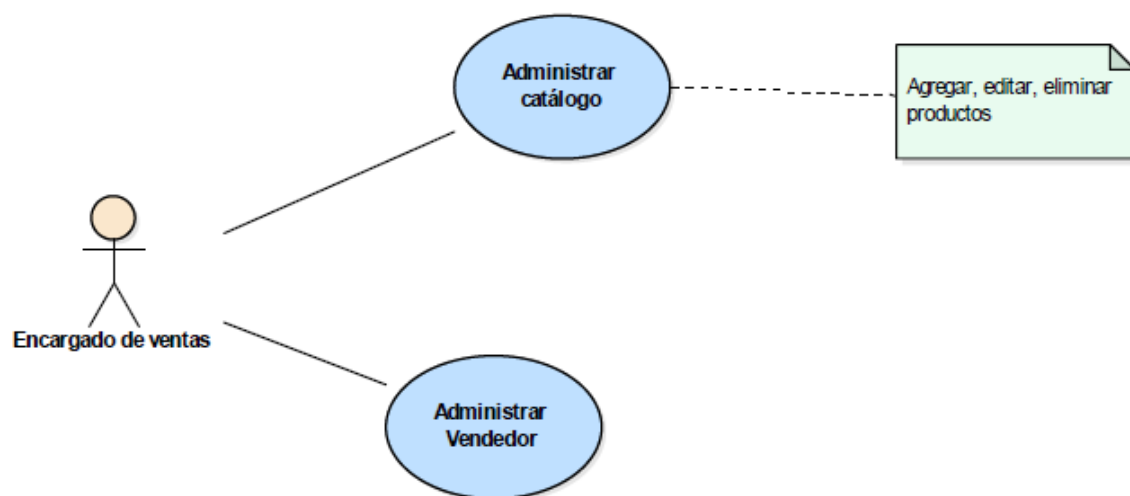 Administrar
catálogo
Agregar, editar, eliminar
productos
Encargado de ventas
Administrar
Vendedor